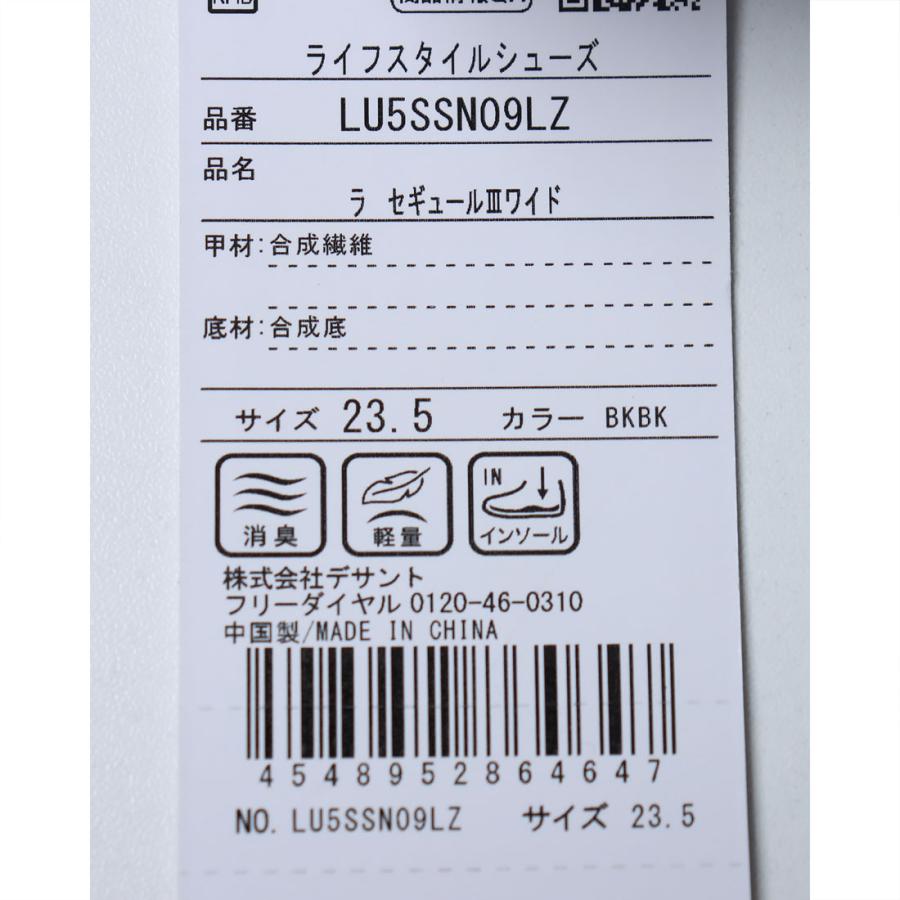 ライフスタイルシューズ
品番 LU5SSN09LZ
品名
ラ セギュールⅢワイド
甲材:合成繊維
底材:合成底
サイズ 23.5 カラー BKBK
消臭 軽量 IN インソール
株式会社デサント
フリーダイヤル 0120-46-0310
中国製/MADE IN CHINA
4548952864647
NO. LU5SSN09LZ サイズ 23.5